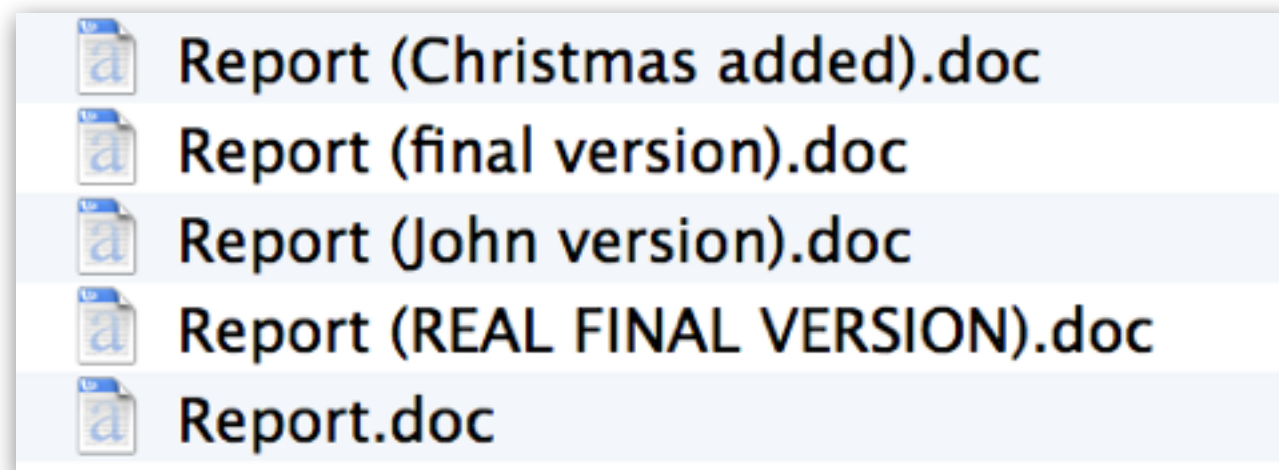 Report (Christmas added).doc
Report (final version).doc
Report (John version).doc
Report (REAL FINAL VERSION).doc
Report.doc